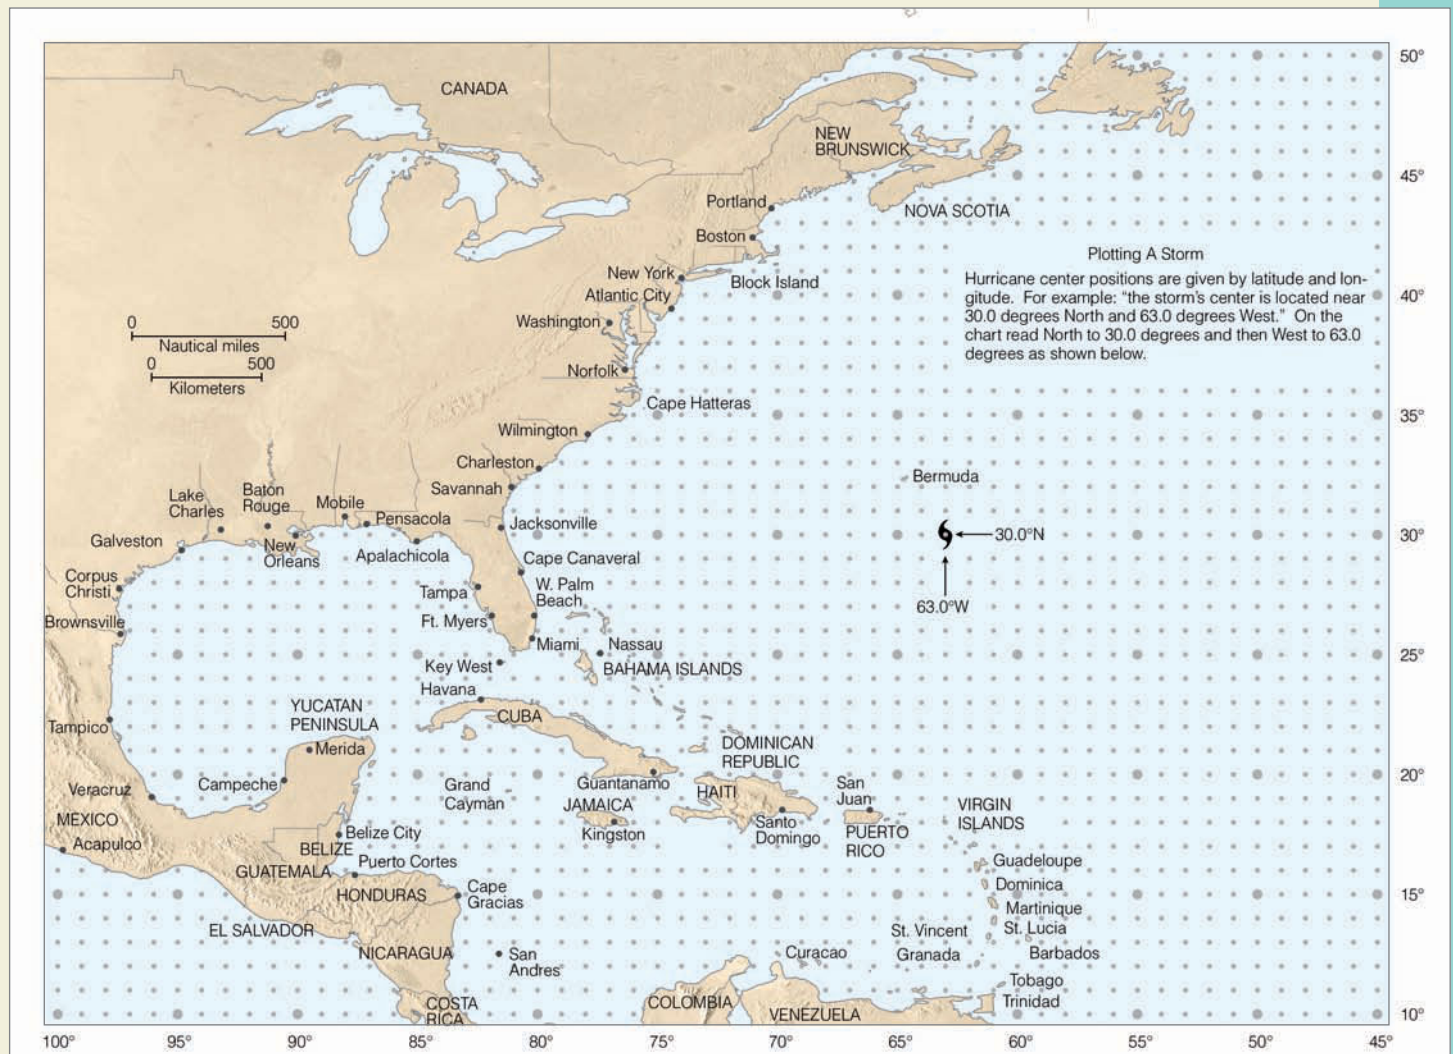 CANADA
NEW
BRUNSWICK
Portland
NOVA SCOTIA
Boston
New York
Block Island
Atlantic City
Washington
Norfolk
Cape Hatteras
Wilmington
Charleston
Savannah
Plotting A Storm
Hurricane center positions are given by latitude and lon-
gitude. For example: “the storm’s center is located near
30.0 degrees North and 63.0 degrees West.” On the
chart read North to 30.0 degrees and then West to 63.0
degrees as shown below.
0 500
Nautical miles
0 500
Kilometers
Bermuda
30.0°N
63.0°W
Lake
Charles
Baton
Rouge
Mobile
Pensacola
Jacksonville
Galveston
New
Orleans
Apalachicola
Cape Canaveral
Corpus
Christi
Tampa
W. Palm
Beach
Brownsville
Ft. Myers
Miami
Nassau
Key West
BAHAMA ISLANDS
Havana
YUCATAN
PENINSULA
CUBA
Tampico
Merida
DOMINICAN
REPUBLIC
Campeche
Grand
Cayman
Guantanamo
HAITI
San
Juan
Veracruz
JAMAICA
VIRGIN
ISLANDS
MEXICO
Kingston
Santo
Domingo
PUERTO
RICO
Acapulco
Belize City
BELIZE
Puerto Cortes
Guadeloupe
GUATEMALA
HONDURAS
Cape
Gracias
Dominica
Martinique
EL SALVADOR
St. Vincent
St. Lucia
NICARAGUA
San
Andres
Curacao
Granada
Barbados
Tobago
COSTA
RICA
COLOMBIA
VENEZUELA
Trinidad
50°
45°
40°
35°
30°
25°
20°
15°
10°
100° 95° 90° 85° 80° 75° 70° 65° 60° 55° 50° 45°